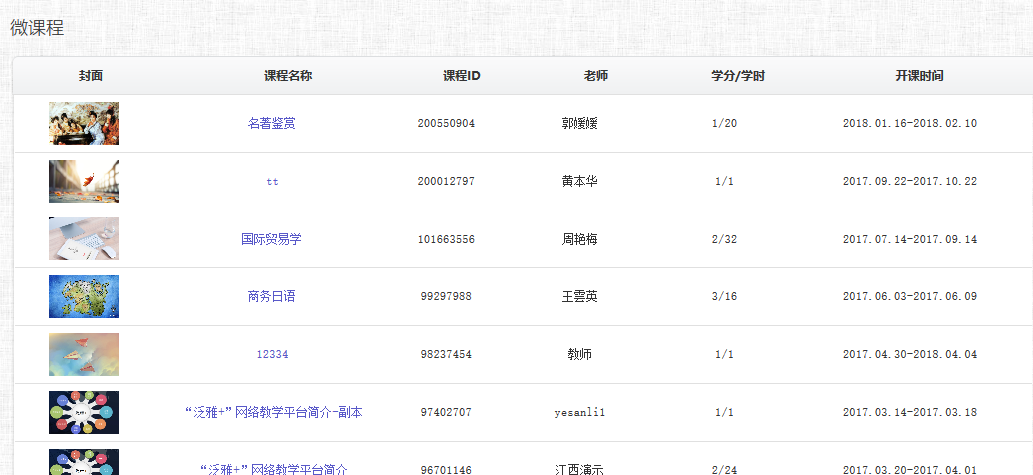 微课程
封面 课程名称 课程ID 老师 学分/学时 开课时间
名著鉴赏 200550904 郭媛媛 1/20 2018.01.16-2018.02.10
tt 200012797 黄本华 1/1 2017.09.22-2017.10.22
国际贸易学 101663556 周艳梅 2/32 2017.07.14-2017.09.14
商务日语 99297988 王雲英 3/16 2017.06.03-2017.06.09
12334 98237454 教师 1/1 2017.04.30-2018.04.04
“泛雅+”网络教学平台简介-副本 97402707 yesanli1 1/1 2017.03.14-2017.03.18
“泛雅+”网络教学平台简介 96701146 江西演示 2/24 2017.03.20-2017.04.01